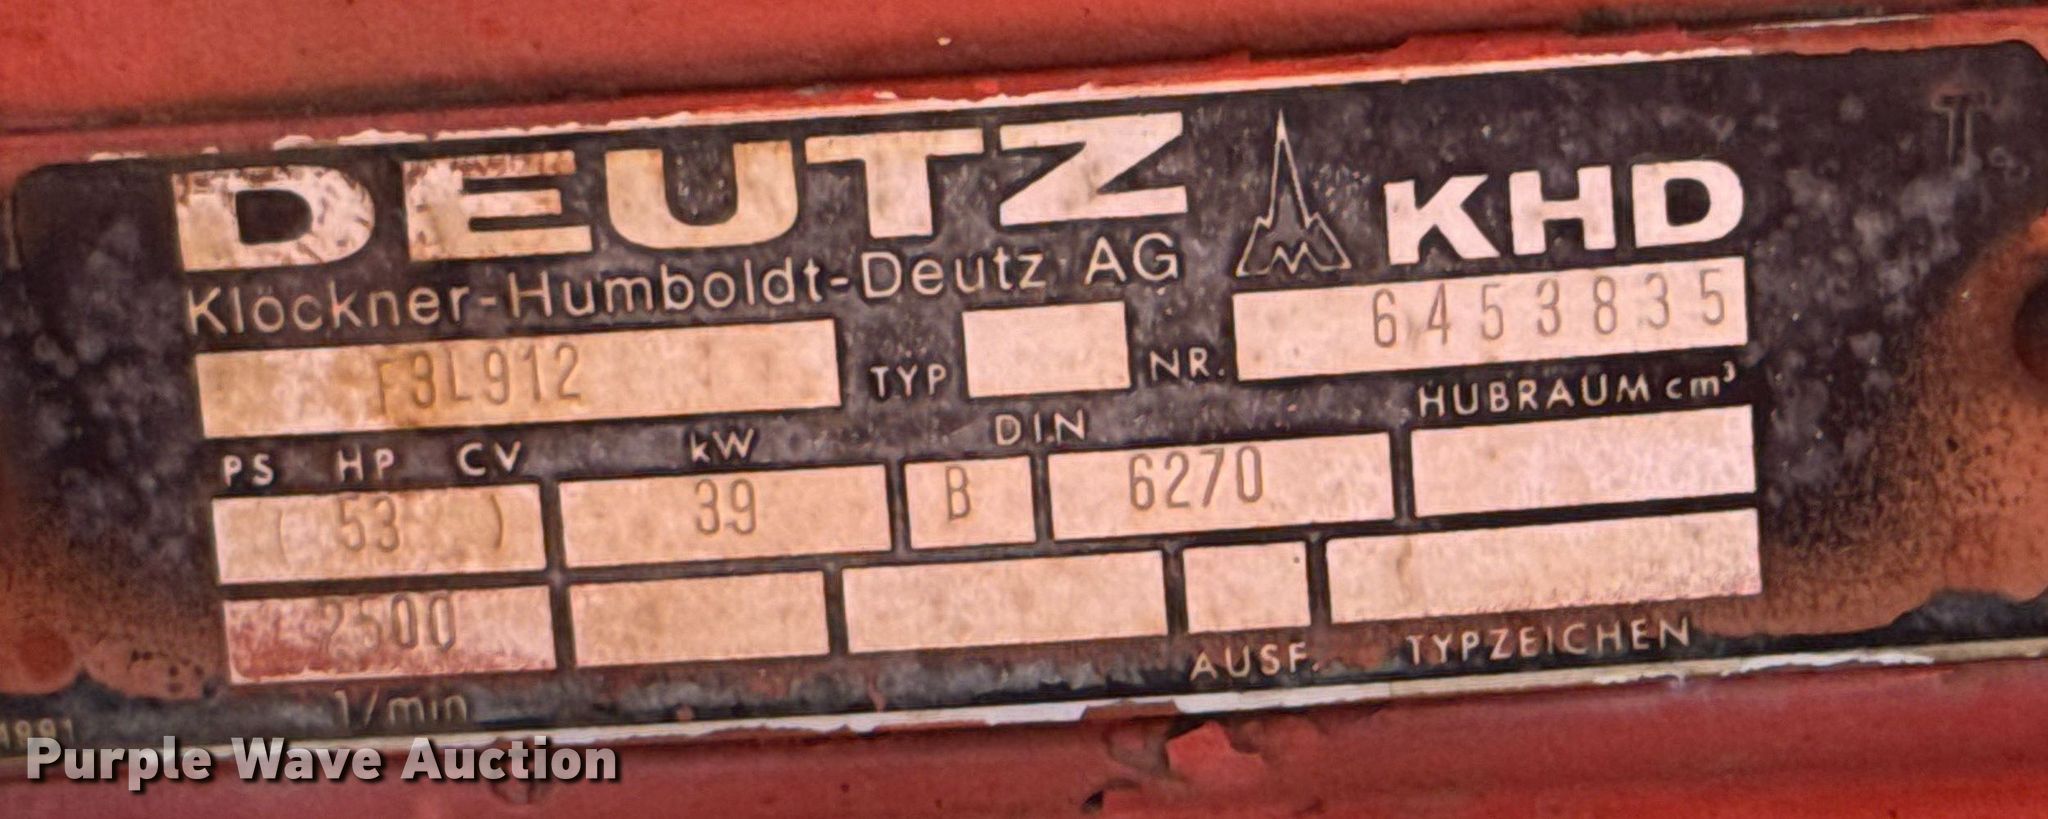 DEUTZ KHD
Klöckner-Humboldt-Deutz AG
F3L912 TYP NR. 6453835
PS HP CV kW DIN HUBRAUM cm³
( 53 ) 39 B 6270
2500
1/min AUSF. TYPZEICHEN
1981
T
Purple Wave Auction